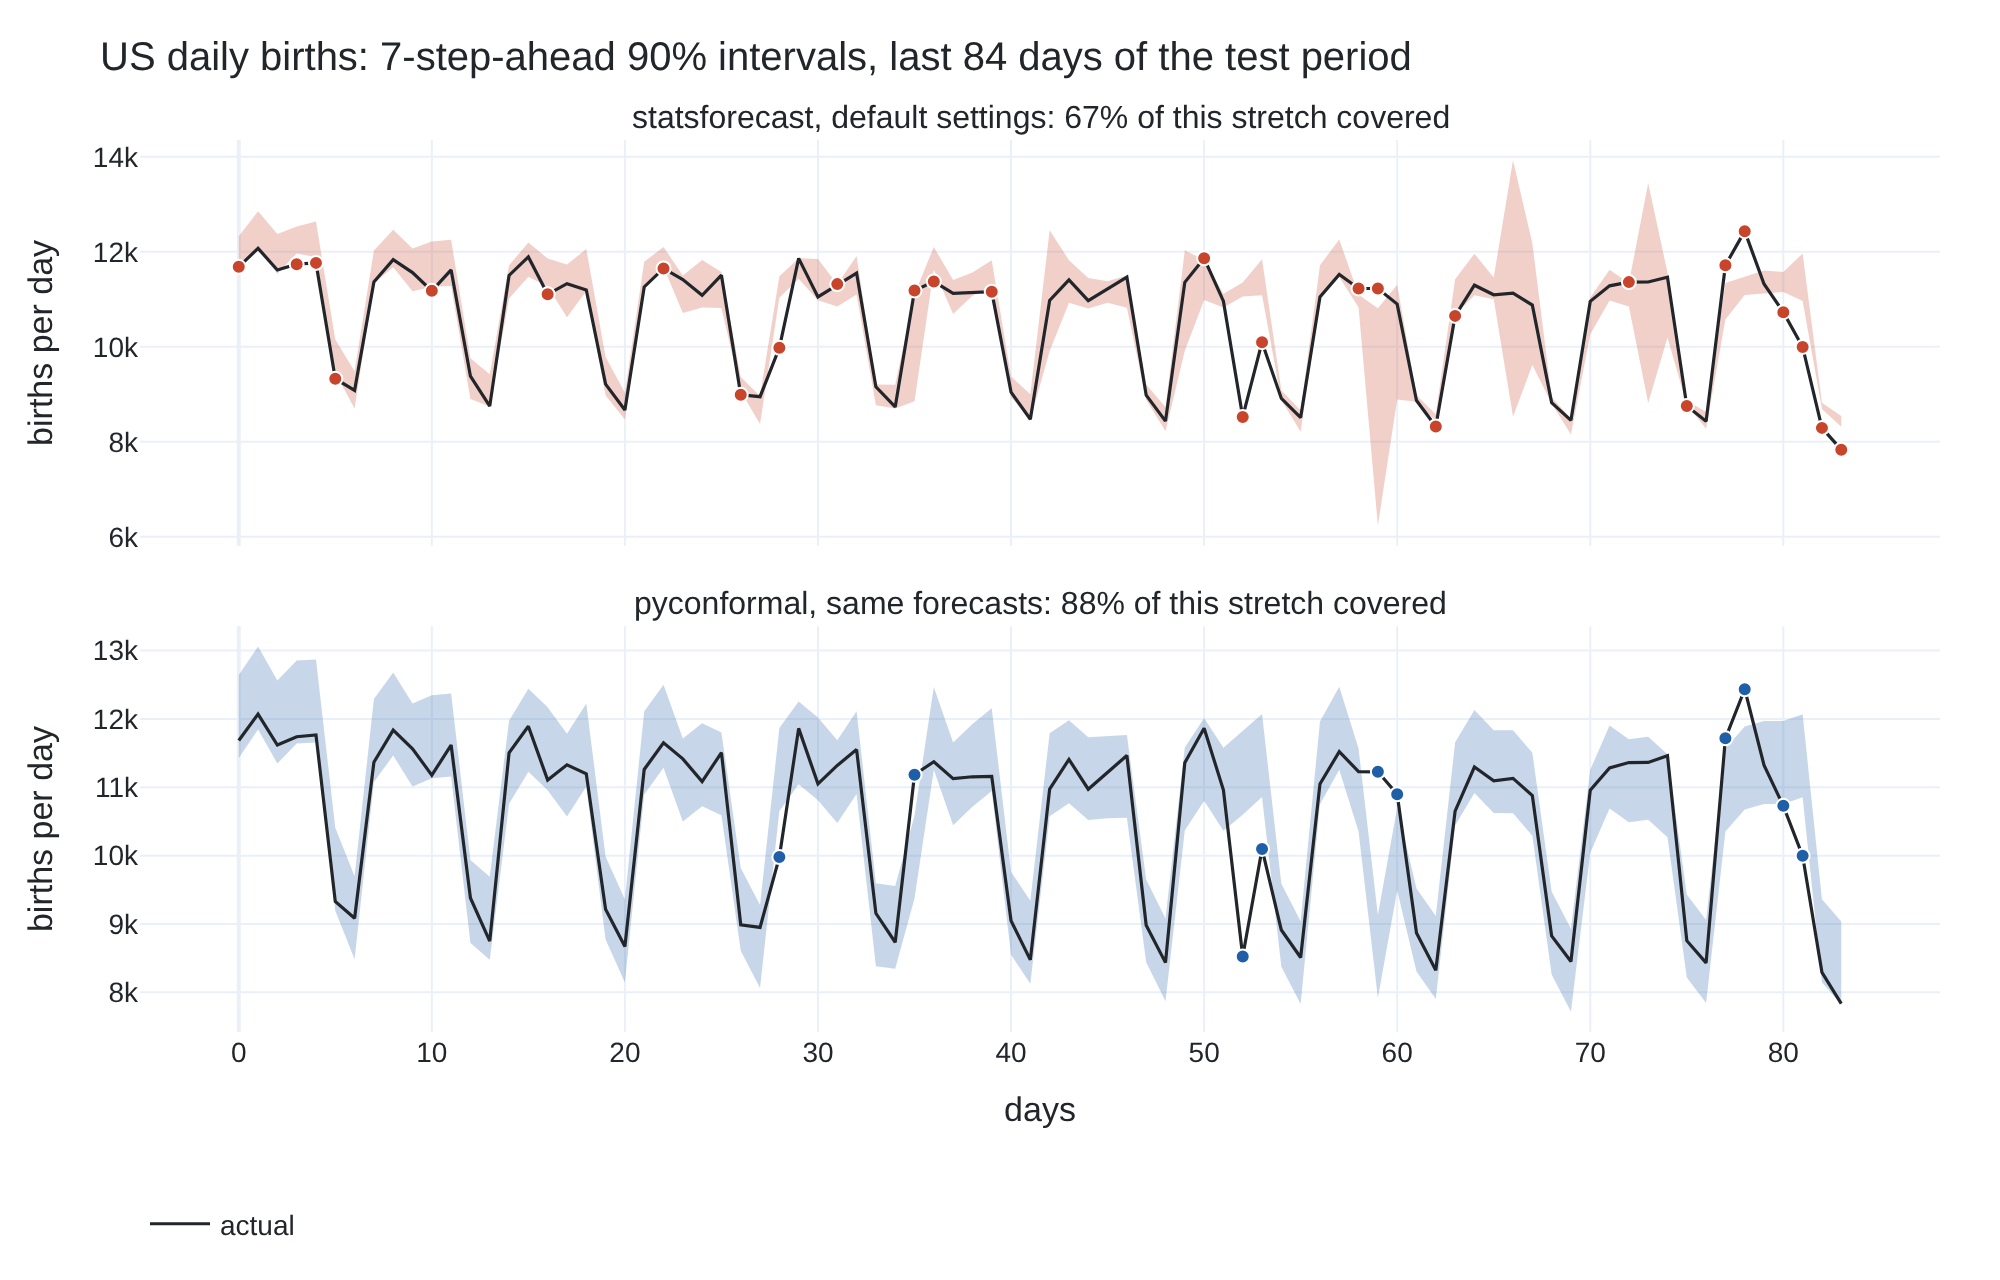 US daily births: 7-step-ahead 90% intervals, last 84 days of the test period
statsforecast, default settings: 67% of this stretch covered
14k
12k
10k
8k
6k
births per day
pyconformal, same forecasts: 88% of this stretch covered
13k
12k
11k
10k
9k
8k
births per day
0 10 20 30 40 50 60 70 80
days
actual